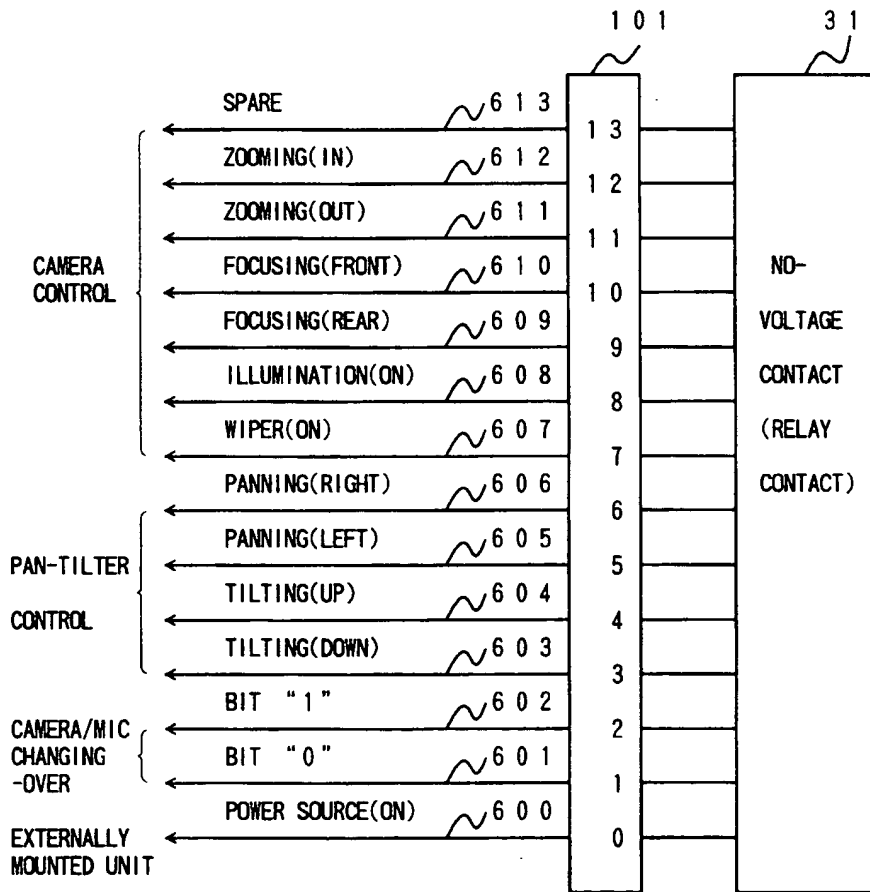 101 31
SPARE 613
13
ZOOMING(IN) 612
12
ZOOMING(OUT) 611
11
CAMERA CONTROL
FOCUSING(FRONT) 610
10
FOCUSING(REAR) 609
9
ILLUMINATION(ON) 608
8
WIPER(ON) 607
7
NO-
VOLTAGE
CONTACT
(RELAY
CONTACT)
PANNING(RIGHT) 606
6
PAN-TILTER
CONTROL
PANNING(LEFT) 605
5
TILTING(UP) 604
4
TILTING(DOWN) 603
3
CAMERA/MIC
CHANGING
-OVER
BIT "1" 602
2
BIT "0" 601
1
EXTERNALLY
MOUNTED UNIT
POWER SOURCE(ON) 600
0